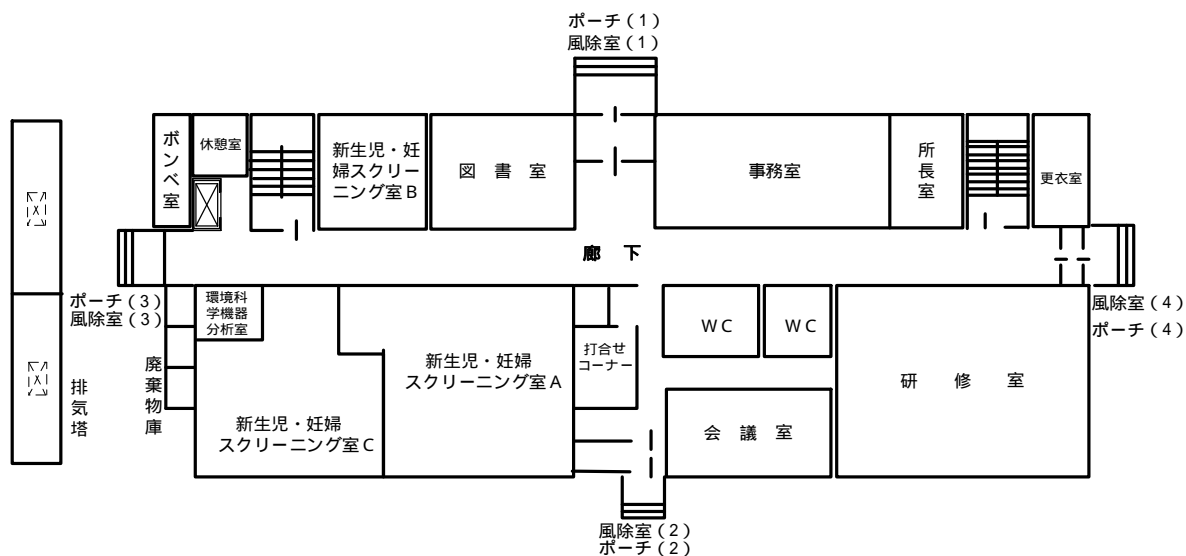 ポーチ（1）
風除室（1）
ボンベ室
休憩室
新生児・妊
婦スクリー
ニング室B
図　書　室
事務室
所長室
更衣室
廊　下
ポーチ（3）
風除室（3）
環境科
学機器
分析室
新生児・妊婦
スクリーニング室A
打合せ
コーナー
WC
WC
風除室（4）
ポーチ（4）
排気塔
廃棄物庫
新生児・妊婦
スクリーニング室C
会　議　室
研　修　室
風除室（2）
ポーチ（2）